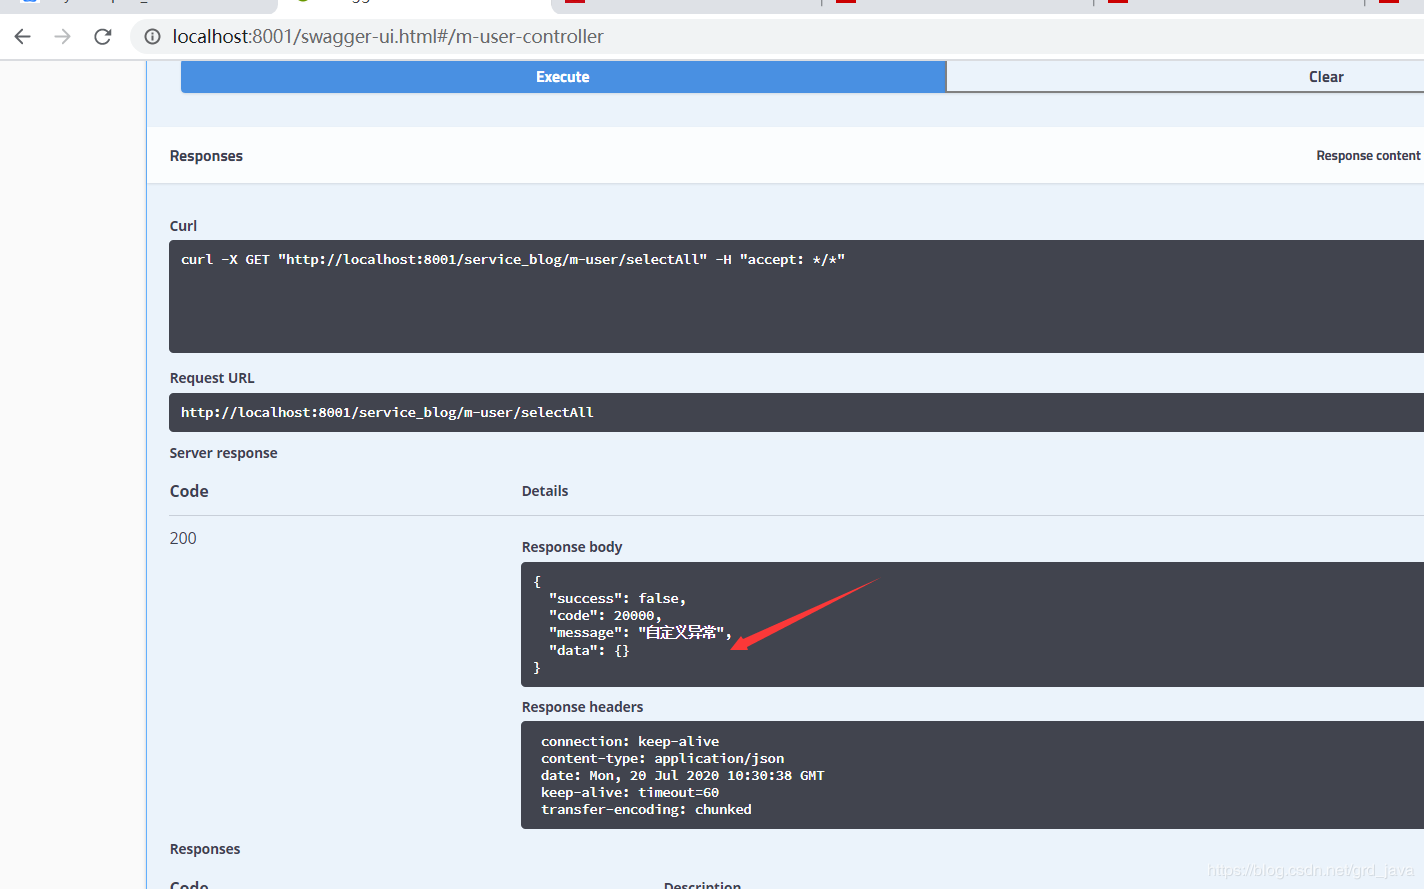 localhost:8001/swagger-ui.html#/m-user-controller
Execute
Clear
Responses
Response content
Curl
curl -X GET "http://localhost:8001/service_blog/m-user/selectAll" -H "accept: */*"
Request URL
http://localhost:8001/service_blog/m-user/selectAll
Server response
Code
Details
200
Response body
{
"success": false,
"code": 20000,
"message": "自定义异常",
"data": {}
}
Response headers
connection: keep-alive
content-type: application/json
date: Mon, 20 Jul 2020 10:30:38 GMT
keep-alive: timeout=60
transfer-encoding: chunked
Responses
Code
Description
https://blog.csdn.net/grd_java